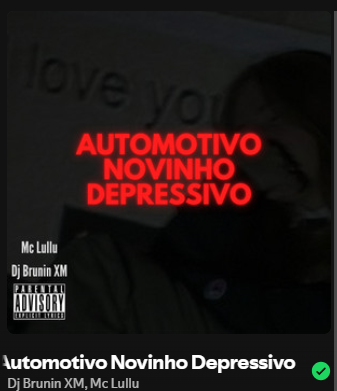 love you
AUTOMOTIVO
NOVINHO
DEPRESSIVO
Mc Lullu
Dj Brunin XM
PARENTAL
ADVISORY
EXPLICIT LYRICS
Automotivo Novinho Depressivo
Dj Brunin XM, Mc Lullu